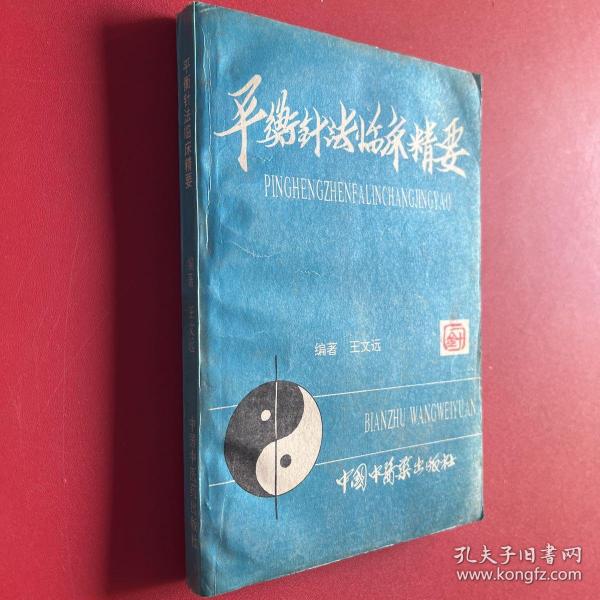 平衡针法临床精要
PINGHENGZHENFALINCHANGJINGYAO
编著 王文远
BIANZHU WANGWEIYUAN
中国中医药出版社
平衡针法临床精要
编著 王文远
中国中医药出版社
孔夫子旧书网
www.kongfz.com